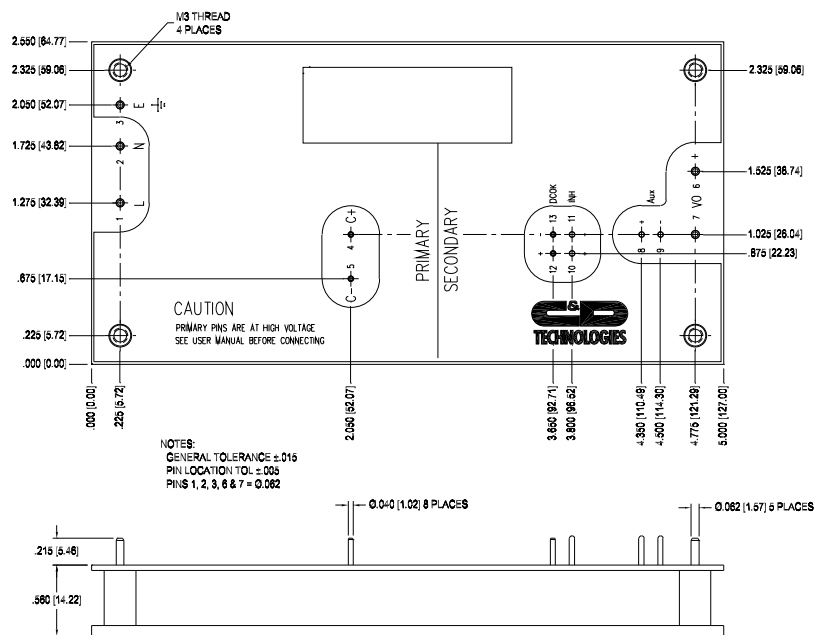 M3 THREAD
4 PLACES
2.550 [64.77]
2.325 [59.06]
2.050 [52.07]
1.725 [43.82]
1.275 [32.39]
.675 [17.15]
.225 [5.72]
.000 [0.00]
E
3
2
N
1
L
C+
4
5
C-
PRIMARY
SECONDARY
DCOK
INH
13
11
- -
+ +
12
10
Aux
+
-
8
9
+
6
VO
7
-
2.325 [59.06]
1.525 [38.74]
1.025 [26.04]
.875 [22.23]
CAUTION
PRIMARY PINS ARE AT HIGH VOLTAGE
SEE USER MANUAL BEFORE CONNECTING
C&D
TECHNOLOGIES
.000 [0.00]
.225 [5.72]
2.050 [52.07]
3.650 [92.71]
3.800 [96.52]
4.350 [110.49]
4.500 [114.30]
4.775 [121.29]
5.000 [127.00]
NOTES:
GENERAL TOLERANCE ±.015
PIN LOCATION TOL ±.005
PINS 1, 2, 3, 6 & 7 = Ø.062
Ø.040 [1.02] 8 PLACES
Ø.062 [1.57] 5 PLACES
.215 [5.46]
.560 [14.22]